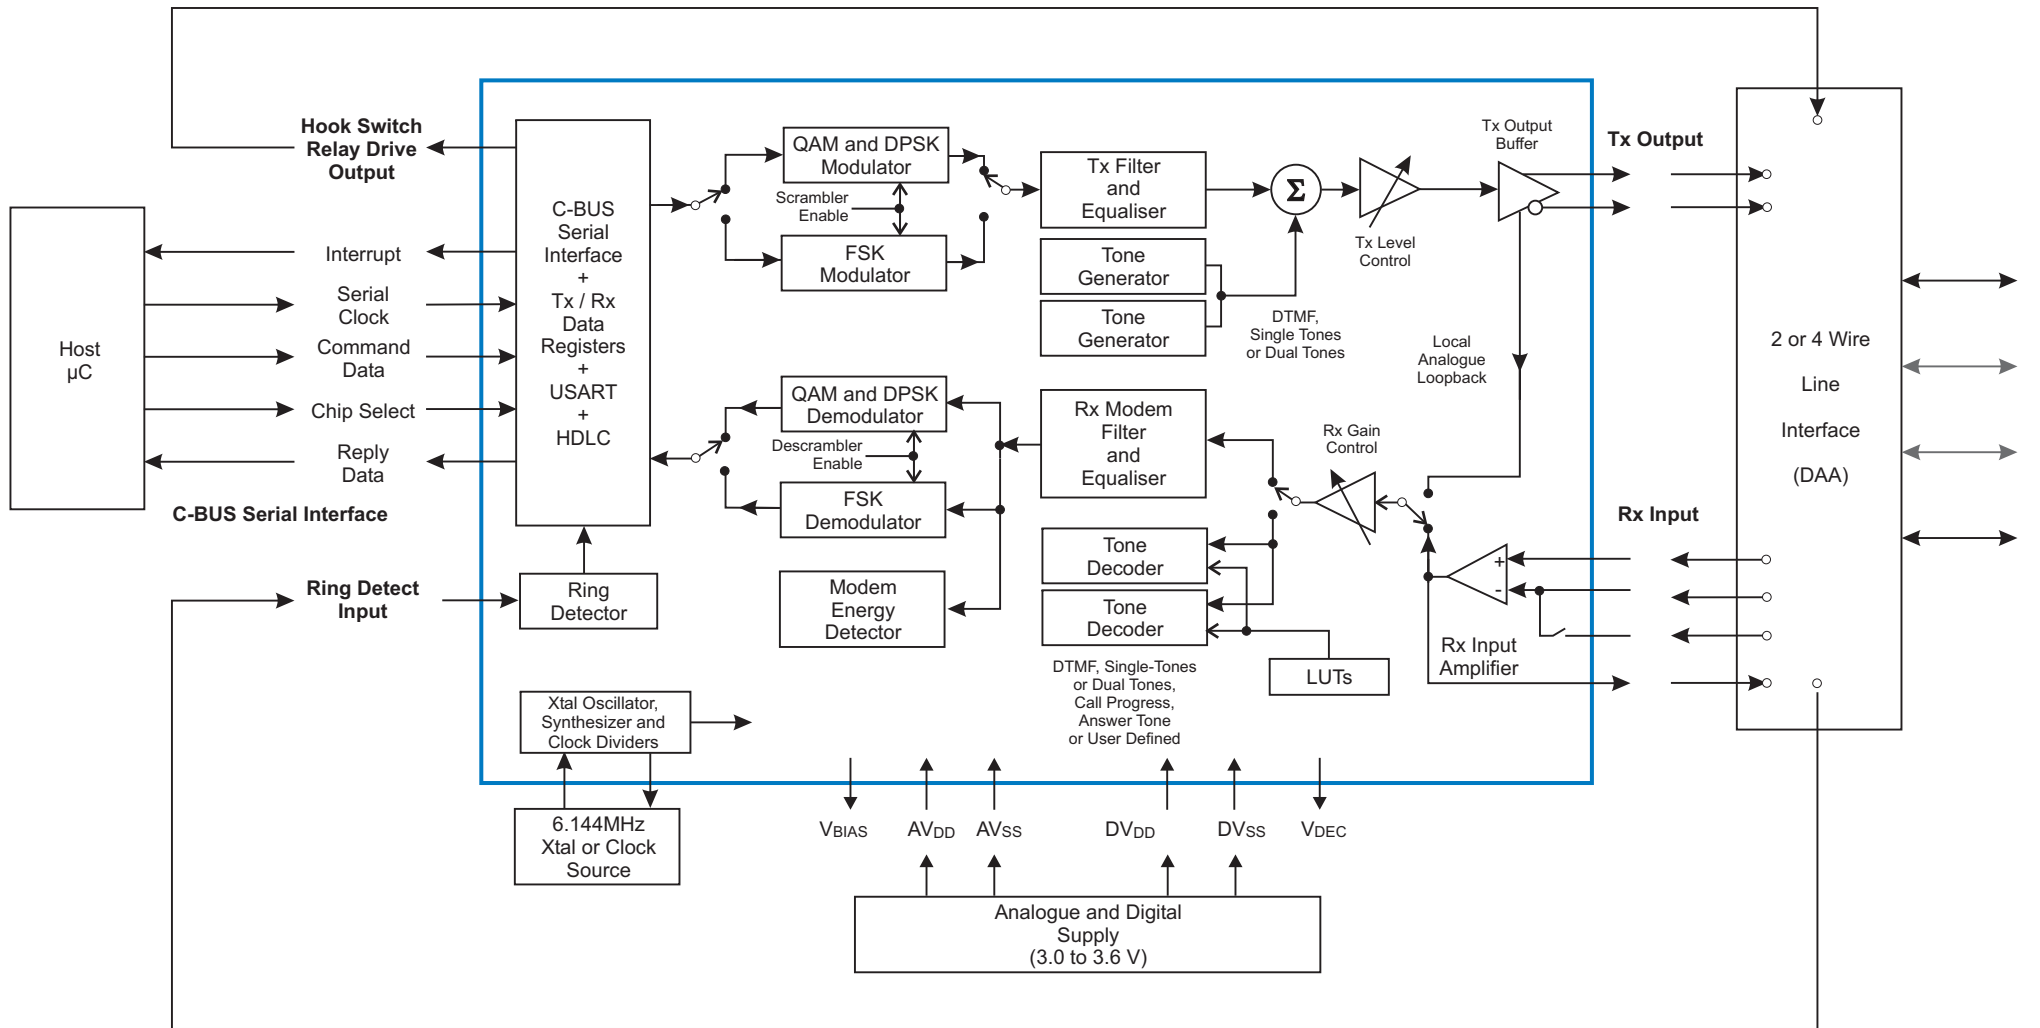 Hook Switch
Relay Drive
Output
Host
µC
Interrupt
Serial
Clock
Command
Data
Chip Select
Reply
Data
C-BUS Serial Interface
Ring Detect
Input
C-BUS
Serial
Interface
+
Tx / Rx
Data
Registers
+
USART
+
HDLC
Ring
Detector
Xtal Oscillator,
Synthesizer and
Clock Dividers
6.144MHz
Xtal or Clock
Source
QAM and DPSK
Modulator
Scrambler
Enable
FSK
Modulator
QAM and DPSK
Demodulator
Descrambler
Enable
FSK
Demodulator
Modem
Energy
Detector
Tx Filter
and
Equaliser
Tone
Generator
Tone
Generator
Σ
DTMF,
Single Tones
or Dual Tones
Tx Level
Control
Tx Output
Buffer
Local
Analogue
Loopback
Rx Modem
Filter
and
Equaliser
Rx Gain
Control
Tone
Decoder
Tone
Decoder
DTMF, Single-Tones
or Dual Tones,
Call Progress,
Answer Tone
or User Defined
LUTs
+
-
Rx Input
Amplifier
Tx Output
Rx Input
2 or 4 Wire
Line
Interface
(DAA)
VBIAS
AVDD
AVSS
DVDD
DVSS
VDEC
Analogue and Digital
Supply
(3.0 to 3.6 V)